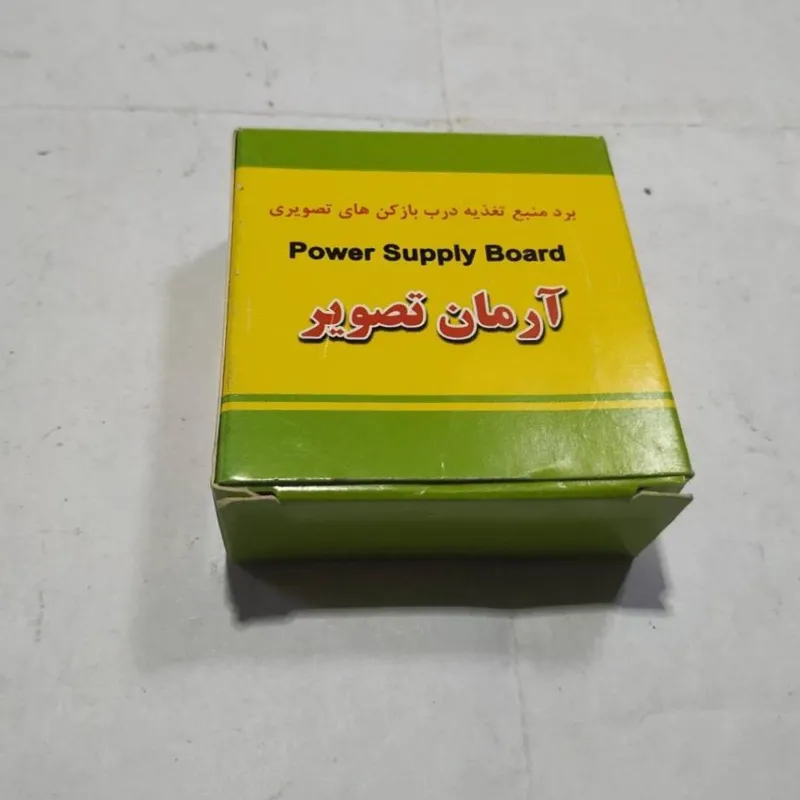 برد منبع تغذیه درب بازکن های تصویری
Power Supply Board
آرمان تصویر